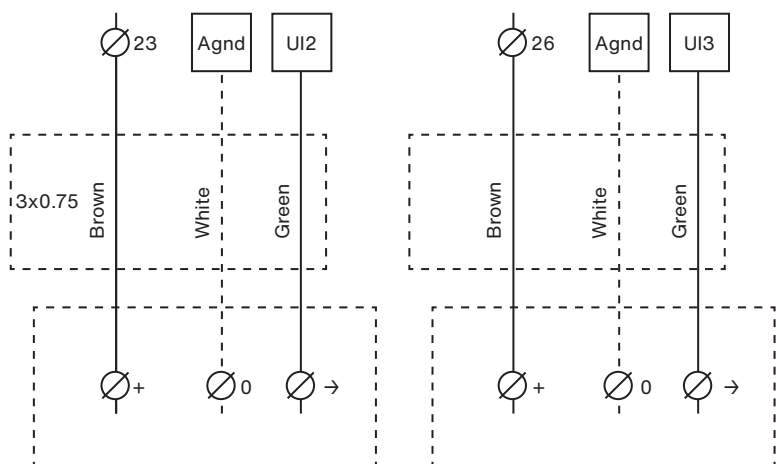 23 Agnd UI2 26 Agnd UI3
3x0.75 Brown White Green Brown White Green
+ 0 → + 0 →